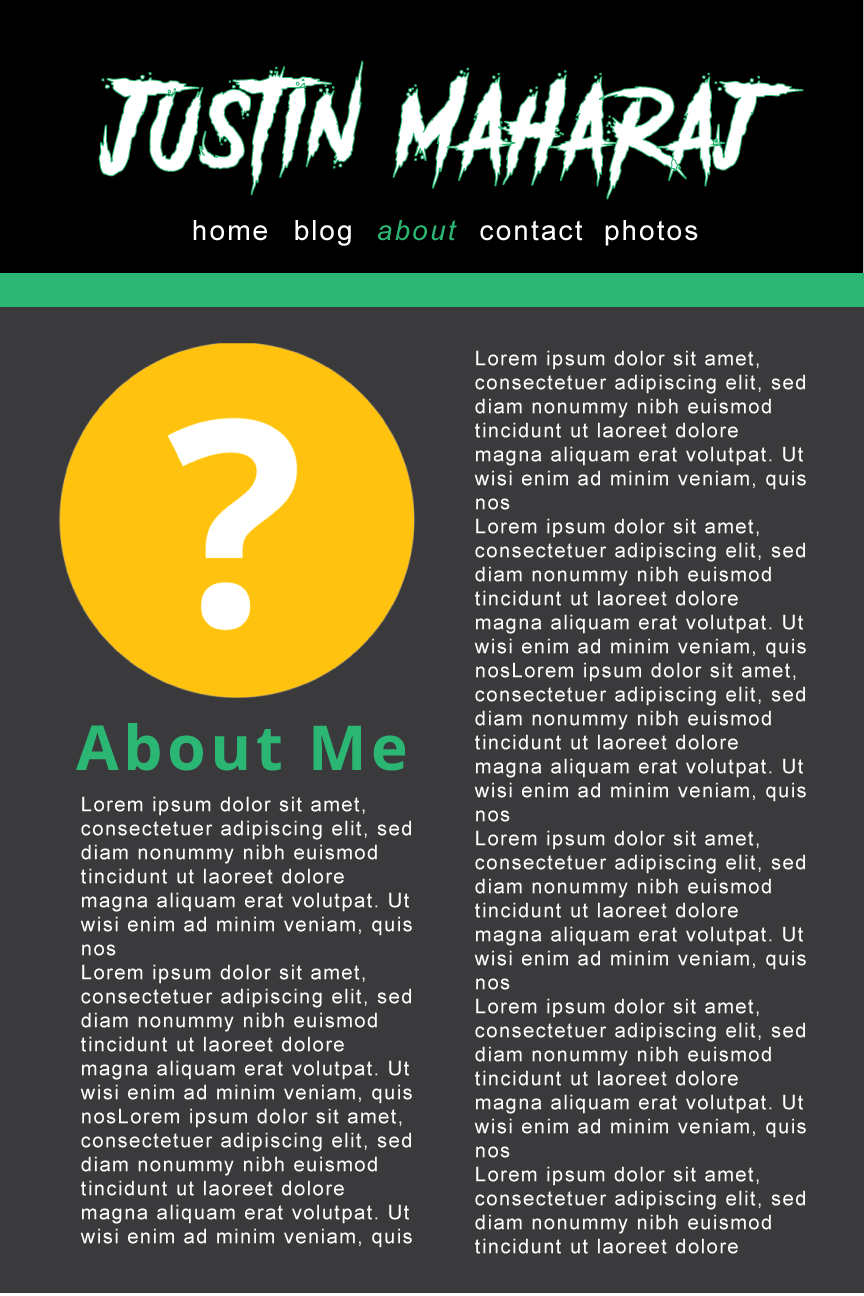 JUSTIN MAHARAJ
home blog about contact photos
?
About Me
Lorem ipsum dolor sit amet,
consectetuer adipiscing elit, sed
diam nonummy nibh euismod
tincidunt ut laoreet dolore
magna aliquam erat volutpat. Ut
wisi enim ad minim veniam, quis
nos
Lorem ipsum dolor sit amet,
consectetuer adipiscing elit, sed
diam nonummy nibh euismod
tincidunt ut laoreet dolore
magna aliquam erat volutpat. Ut
wisi enim ad minim veniam, quis
nosLorem ipsum dolor sit amet,
consectetuer adipiscing elit, sed
diam nonummy nibh euismod
tincidunt ut laoreet dolore
magna aliquam erat volutpat. Ut
wisi enim ad minim veniam, quis
Lorem ipsum dolor sit amet,
consectetuer adipiscing elit, sed
diam nonummy nibh euismod
tincidunt ut laoreet dolore
magna aliquam erat volutpat. Ut
wisi enim ad minim veniam, quis
nos
Lorem ipsum dolor sit amet,
consectetuer adipiscing elit, sed
diam nonummy nibh euismod
tincidunt ut laoreet dolore
magna aliquam erat volutpat. Ut
wisi enim ad minim veniam, quis
nosLorem ipsum dolor sit amet,
consectetuer adipiscing elit, sed
diam nonummy nibh euismod
tincidunt ut laoreet dolore
magna aliquam erat volutpat. Ut
wisi enim ad minim veniam, quis
nos
Lorem ipsum dolor sit amet,
consectetuer adipiscing elit, sed
diam nonummy nibh euismod
tincidunt ut laoreet dolore
magna aliquam erat volutpat. Ut
wisi enim ad minim veniam, quis
nos
Lorem ipsum dolor sit amet,
consectetuer adipiscing elit, sed
diam nonummy nibh euismod
tincidunt ut laoreet dolore
magna aliquam erat volutpat. Ut
wisi enim ad minim veniam, quis
nos
Lorem ipsum dolor sit amet,
consectetuer adipiscing elit, sed
diam nonummy nibh euismod
tincidunt ut laoreet dolore